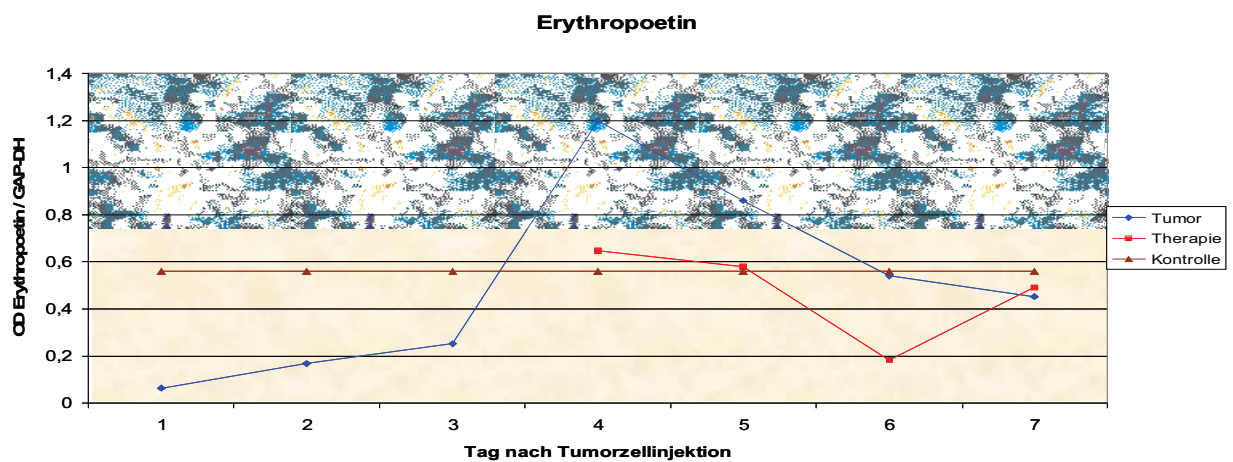 Erythropoetin
OD Erythropoetin / GAP-DH
1,4
1,2
1
0,8
0,6
0,4
0,2
0
1 2 3 4 5 6 7
Tag nach Tumorzellinjektion
Tumor
Therapie
Kontrolle